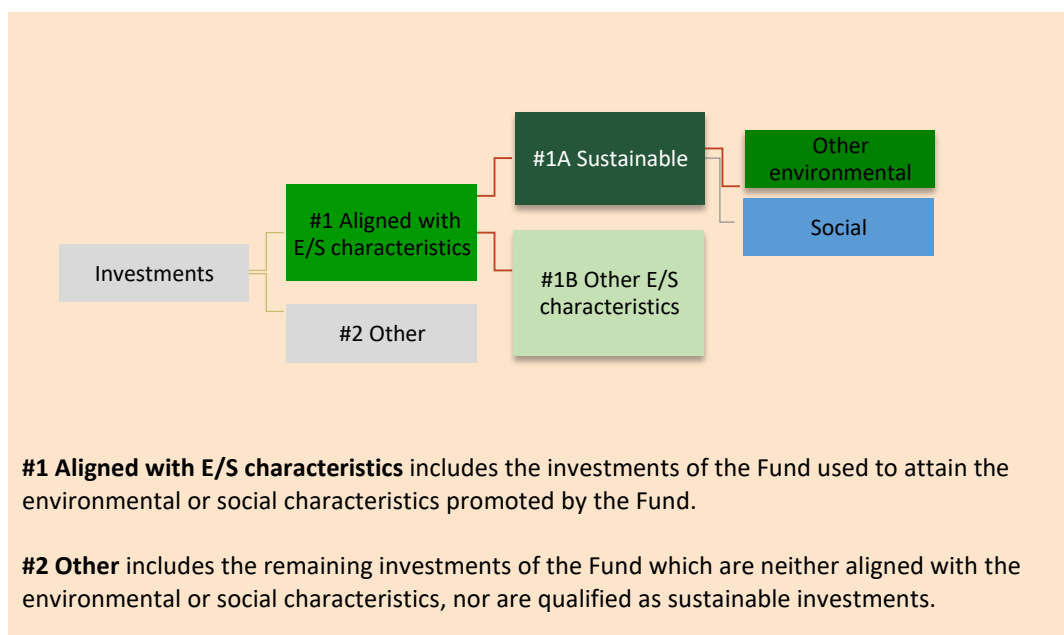 #1A Sustainable
Other
environmental
#1 Aligned with
E/S characteristics
Social
Investments
#1B Other E/S
characteristics
#2 Other
#1 Aligned with E/S characteristics includes the investments of the Fund used to attain the
environmental or social characteristics promoted by the Fund.
#2 Other includes the remaining investments of the Fund which are neither aligned with the
environmental or social characteristics, nor are qualified as sustainable investments.